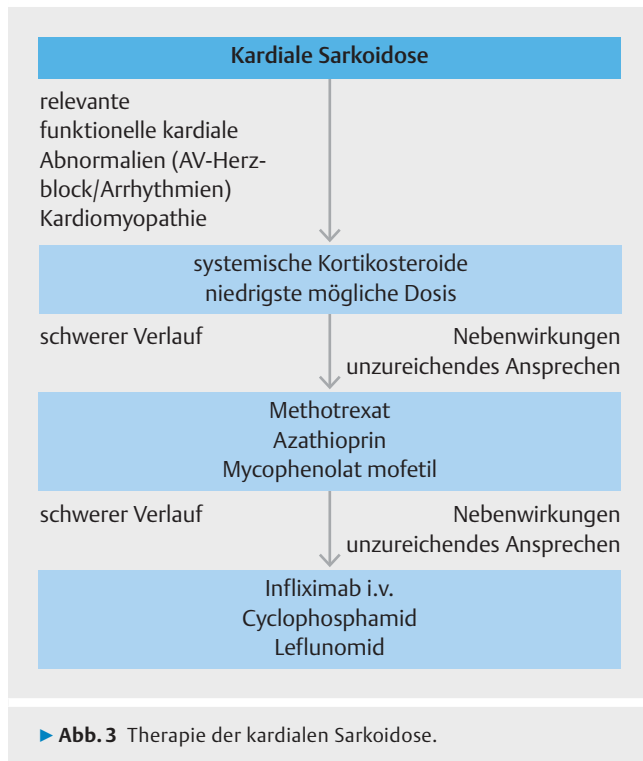 Kardiale Sarkoidose
relevante
funktionelle kardiale
Abnormalien (AV-Herz-
block/Arrhythmien)
Kardiomyopathie
systemische Kortikosteroide
niedrigste mögliche Dosis
schwerer Verlauf
Nebenwirkungen
unzureichendes Ansprechen
Methotrexat
Azathioprin
Mycophenolat mofetil
schwerer Verlauf
Nebenwirkungen
unzureichendes Ansprechen
Infliximab i.v.
Cyclophosphamid
Leflunomid
▶ Abb. 3 Therapie der kardialen Sarkoidose.